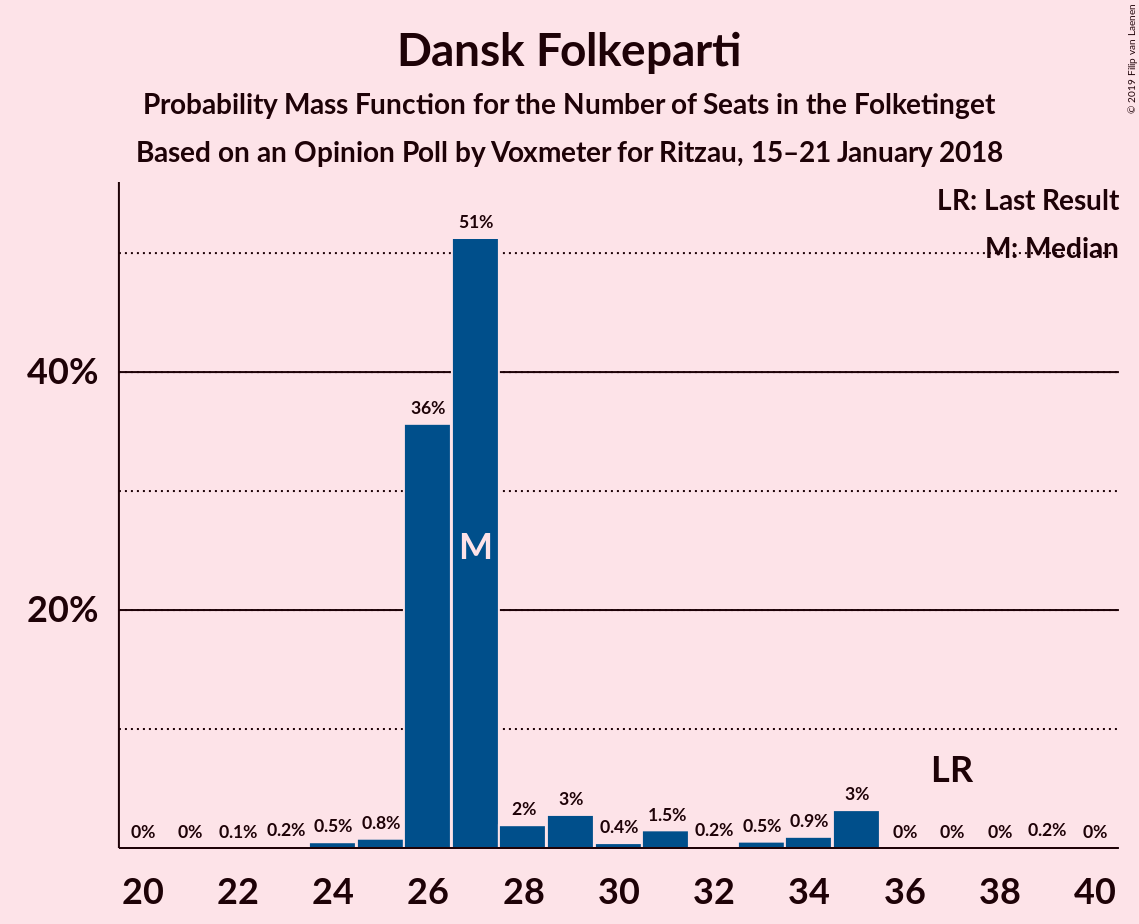 Dansk Folkeparti
Probability Mass Function for the Number of Seats in the Folketinget
Based on an Opinion Poll by Voxmeter for Ritzau, 15–21 January 2018
© 2019 Filip van Laenen
LR: Last Result
M: Median
51%
40%
36%
M
20%
LR
0% 0% 0.1% 0.2% 0.5% 0.8% 2% 3% 0.4% 1.5% 0.2% 0.5% 0.9% 3% 0% 0% 0% 0.2% 0%
20 22 24 26 28 30 32 34 36 38 40